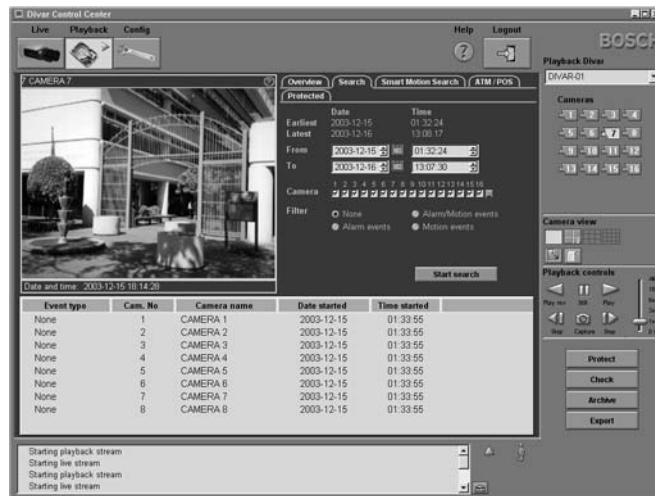 Divar Control Center
Live Playback Config Help Logout
BOSCH
Playback Divar
DIVAR-01
7 CAMERA 7
Overview Search Smart Motion Search ATM / POS
Protected
Date Time
Earliest 2003-12-15 01:32:24
Latest 2003-12-16 13:08:17
From 2003-12-15 01:32:24
To 2003-12-16 13:07:30
1 2 3 4 5 6 7 8 9 10 11 12 13 14 15 16
Camera
Filter None Alarm/Motion events
Alarm events Motion events
Start search
Date and time: 2003-12-15 18:14:28
Cameras
1 2 3 4
5 6 7 8
9 10 11 12
13 14 15 16
Camera view
Playback controls
Play rev Still Play
Step Capture Step
Protect
Check
Archive
Export
Event type Cam. No Camera name Date started Time started
None 1 CAMERA 1 2003-12-15 01:33:55
None 2 CAMERA 2 2003-12-15 01:33:55
None 3 CAMERA 3 2003-12-15 01:33:55
None 4 CAMERA 4 2003-12-15 01:33:55
None 5 CAMERA 5 2003-12-15 01:33:55
None 6 CAMERA 6 2003-12-15 01:33:55
None 7 CAMERA 7 2003-12-15 01:33:55
None 8 CAMERA 8 2003-12-15 01:33:55
Starting playback stream
Starting live stream
Starting playback stream
Starting live stream